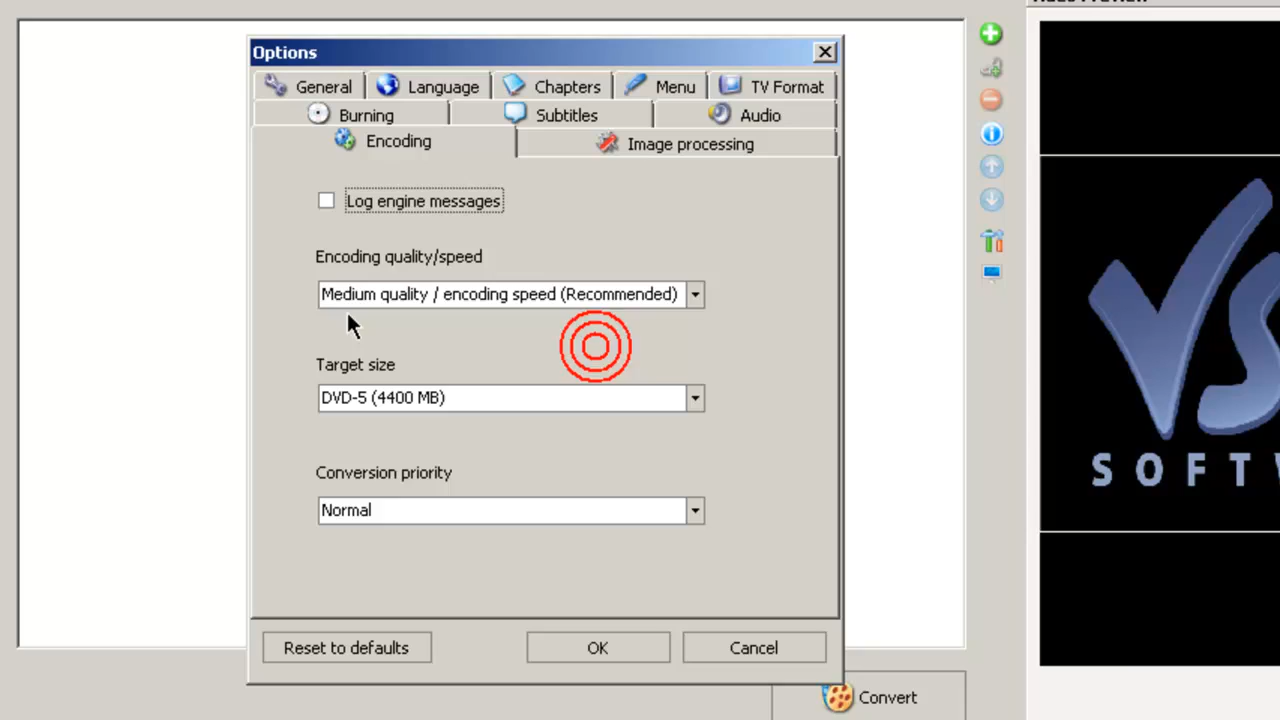 Options
General
Language
Chapters
Menu
TV Format
Burning
Subtitles
Audio
Encoding
Image processing
Log engine messages
Encoding quality/speed
Medium quality / encoding speed (Recommended)
Target size
DVD-5 (4400 MB)
Conversion priority
Normal
Reset to defaults
OK
Cancel
Convert
VS
SOFTW